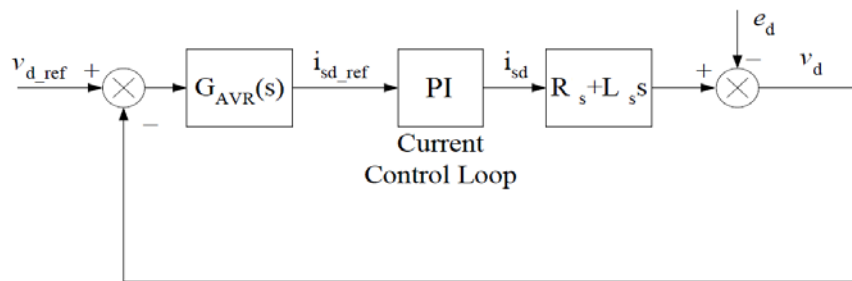 e_d
v_d_ref + − G_AVR(s) i_sd_ref PI i_sd R_s+L_s s + − v_d
Current
Control Loop